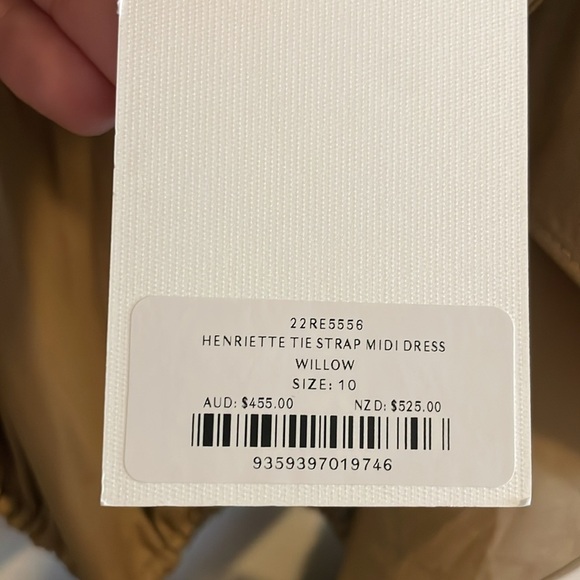 22RE5556
HENRIETTE TIE STRAP MIDI DRESS
WILLOW
SIZE: 10
AUD: $455.00 NZD: $525.00
9359397019746